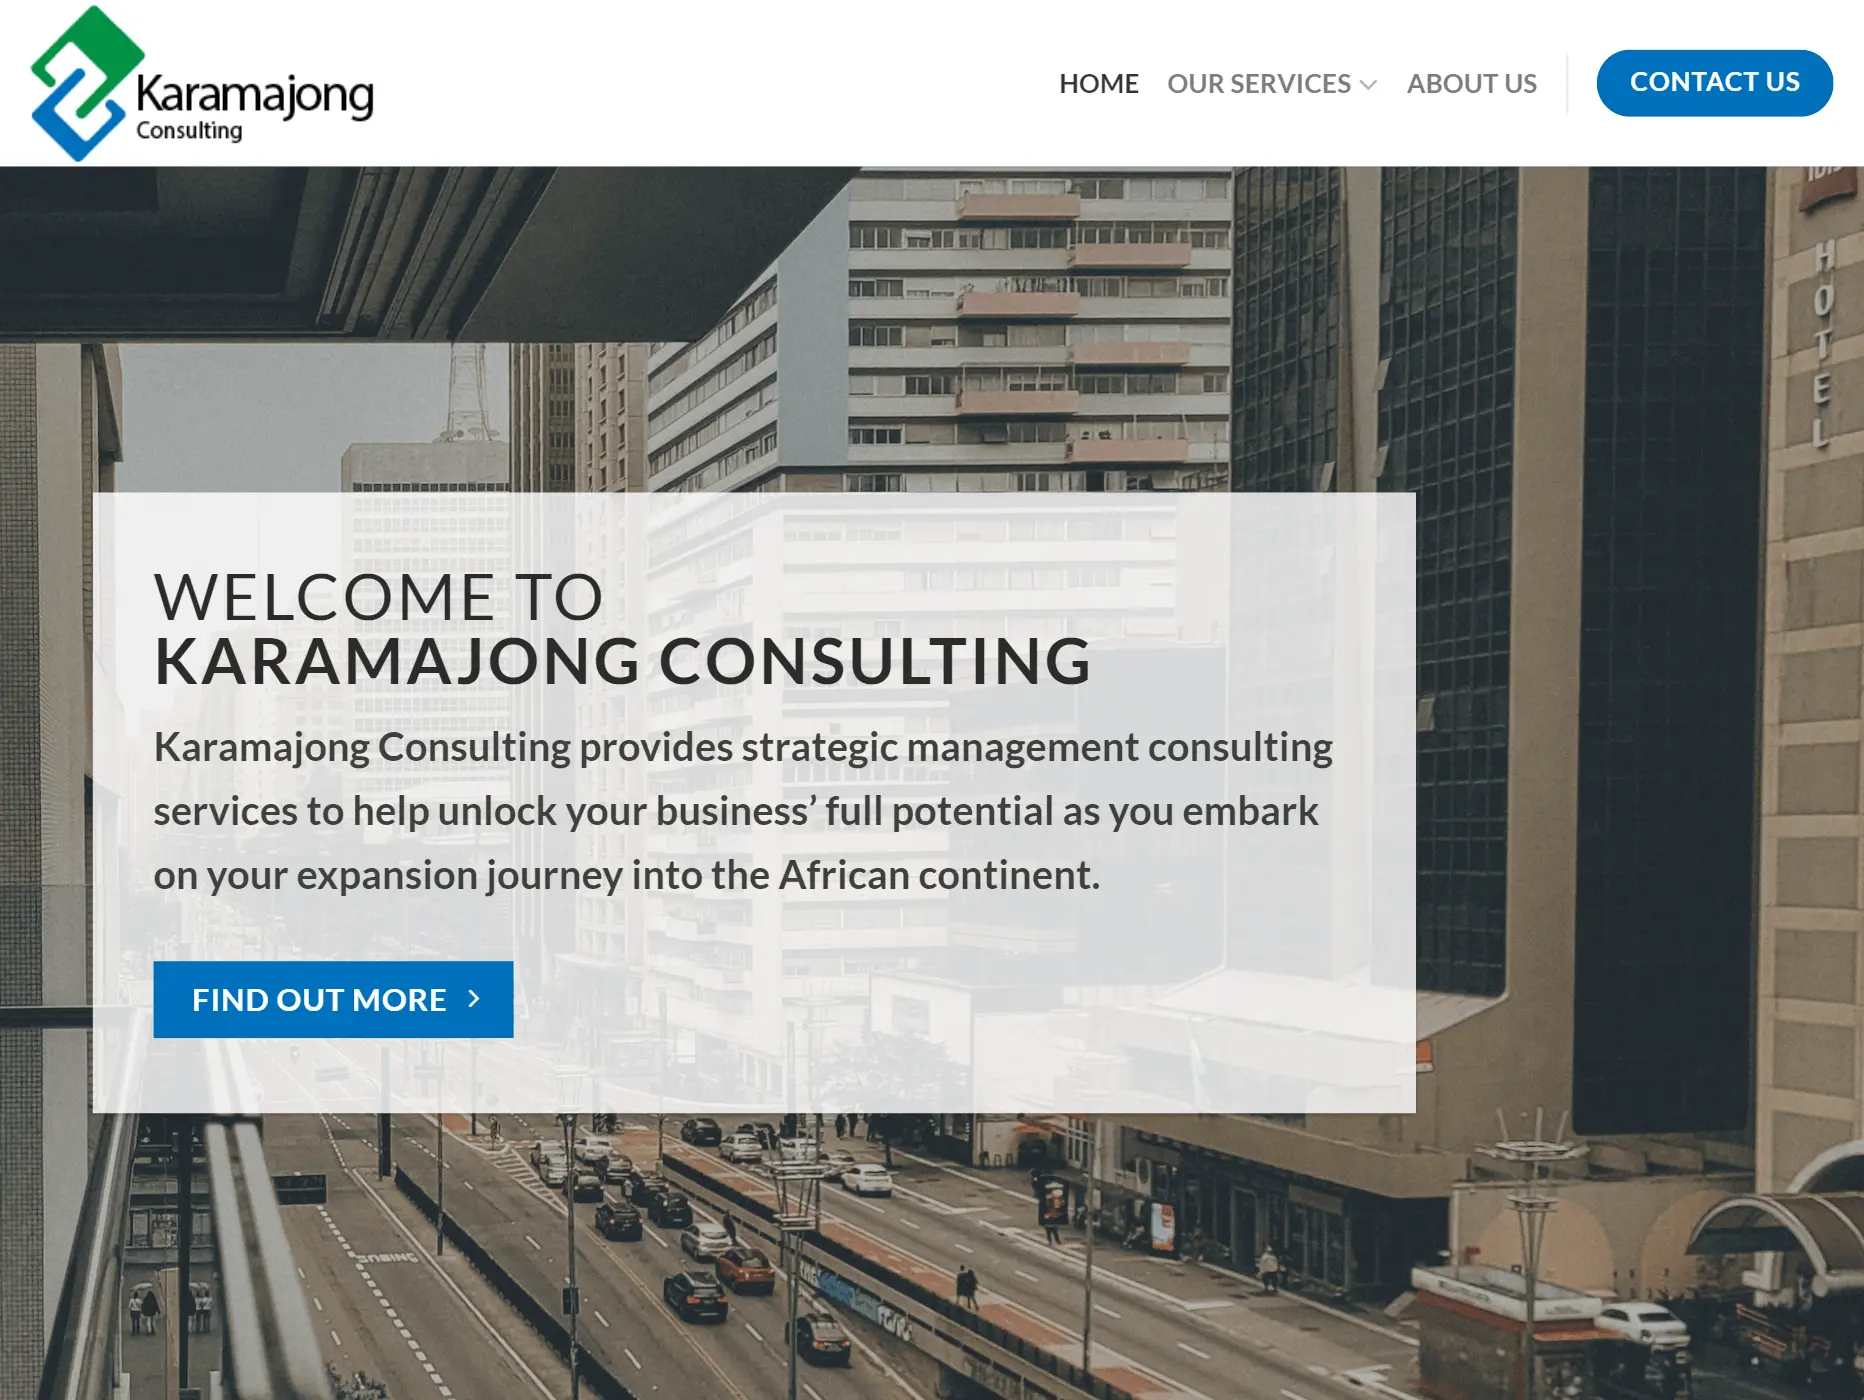 Karamajong
Consulting
HOME
OUR SERVICES
ABOUT US
CONTACT US
HOTEL
WELCOME TO
KARAMAJONG CONSULTING
Karamajong Consulting provides strategic management consulting
services to help unlock your business’ full potential as you embark
on your expansion journey into the African continent.
FIND OUT MORE